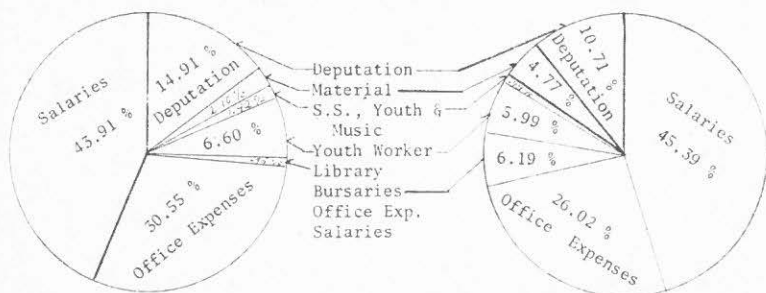 14.91 %
Deputation
Salaries
43.91 %
6.60 %
30.55 %
Office Expenses
Deputation
Material
S.S., Youth &
Music
Youth Worker
Library
Bursaries
Office Exp.
Salaries
10.71 %
Deputation
4.77 %
5.99 %
6.19 %
26.02 %
Office Expenses
Salaries
45.39 %